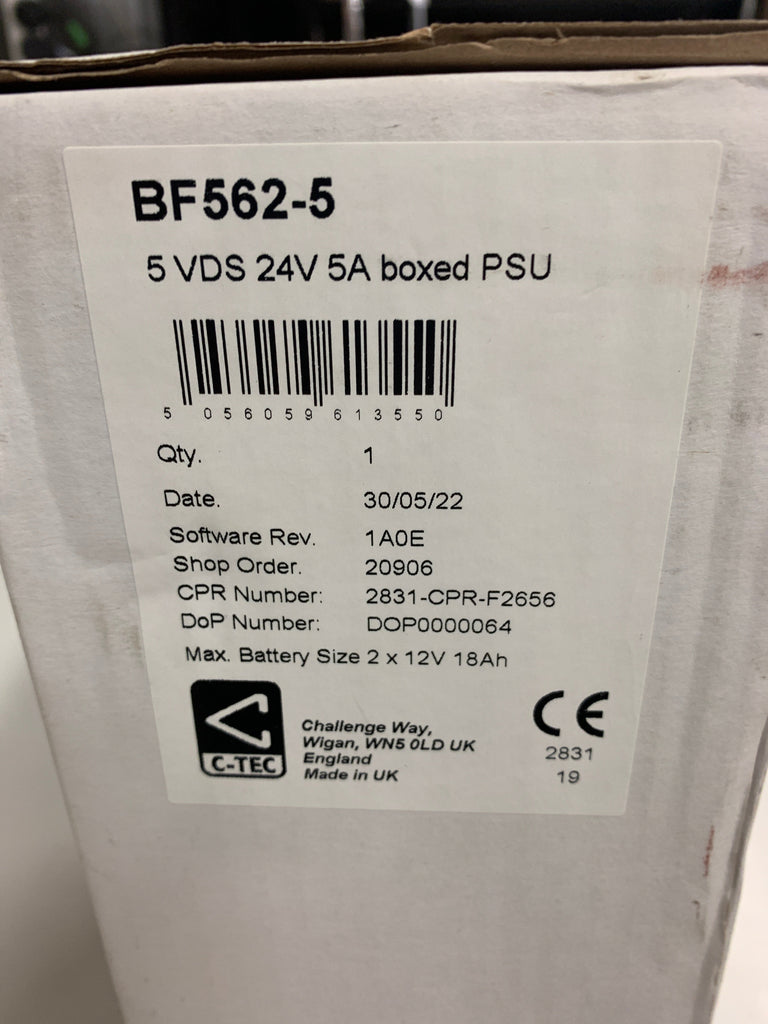 BF562-5
5 VDS 24V 5A boxed PSU
5 056059 613550
Qty. 1
Date. 30/05/22
Software Rev. 1A0E
Shop Order. 20906
CPR Number: 2831-CPR-F2656
DoP Number: DOP0000064
Max. Battery Size 2 x 12V 18Ah
C-TEC
Challenge Way,
Wigan, WN5 0LD UK
England
Made in UK
CE
2831
19